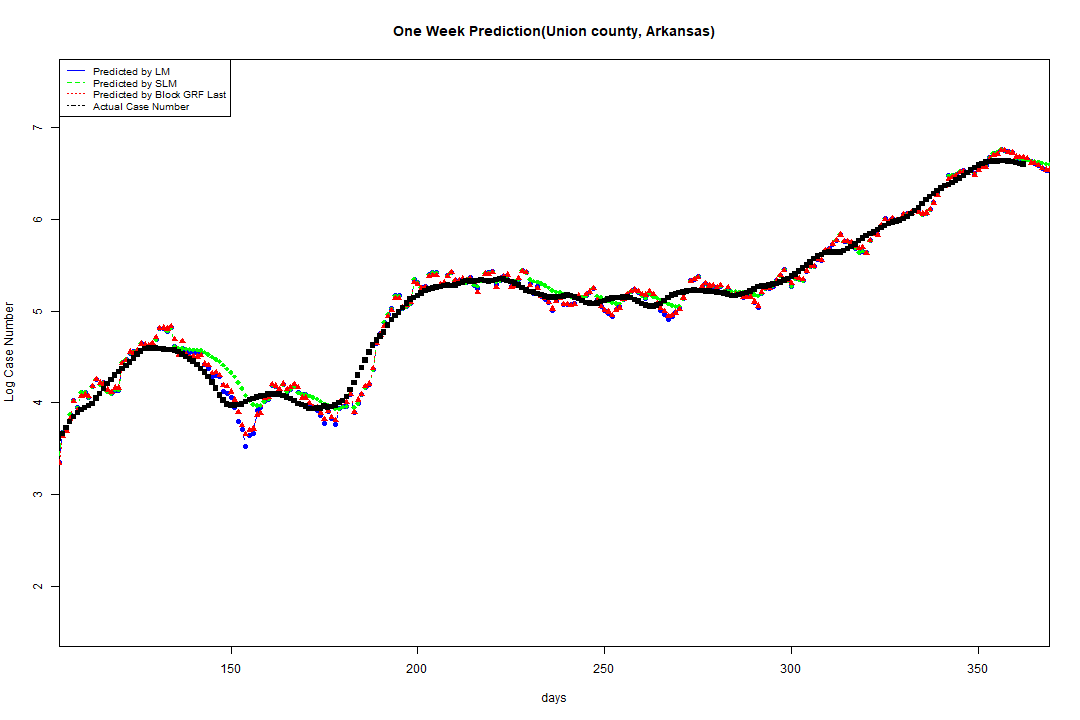 One Week Prediction(Union county, Arkansas)
Predicted by LM
Predicted by SLM
Predicted by Block GRF Last
Actual Case Number
7
6
5
4
3
2
Log Case Number
150 200 250 300 350
days